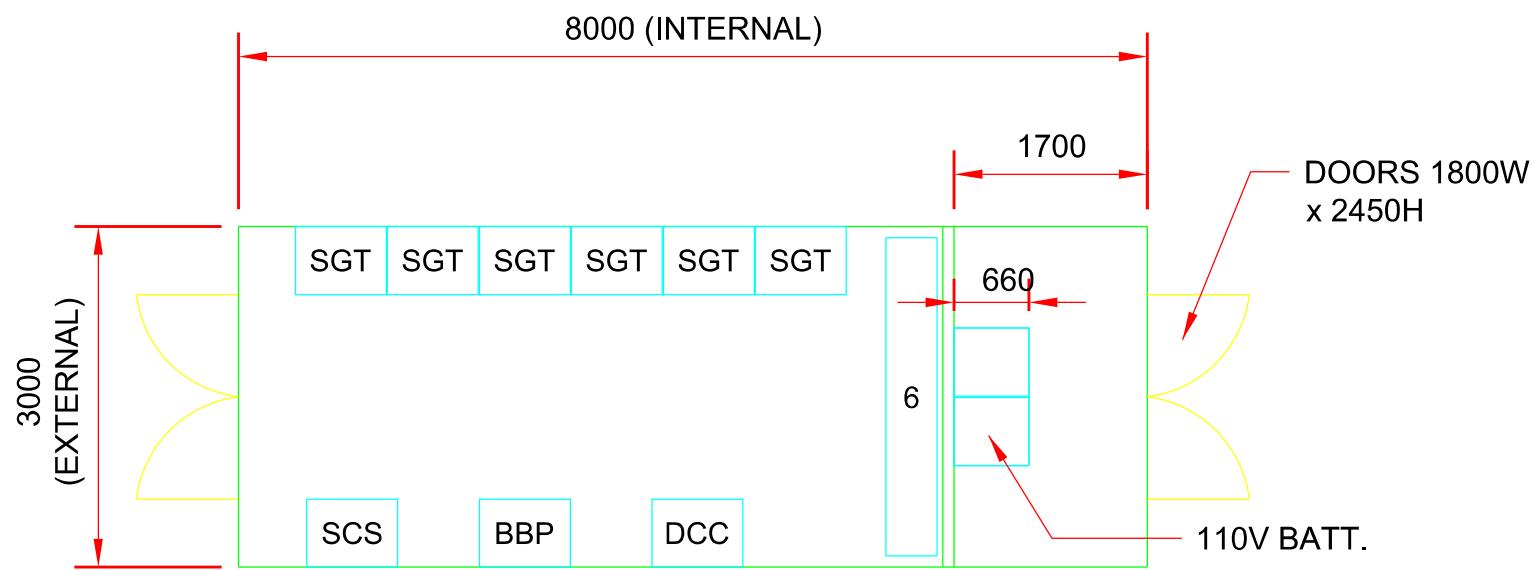 8000 (INTERNAL)
1700
DOORS 1800W
x 2450H
SGT SGT SGT SGT SGT SGT
660
3000
(EXTERNAL)
6
SCS BBP DCC
110V BATT.